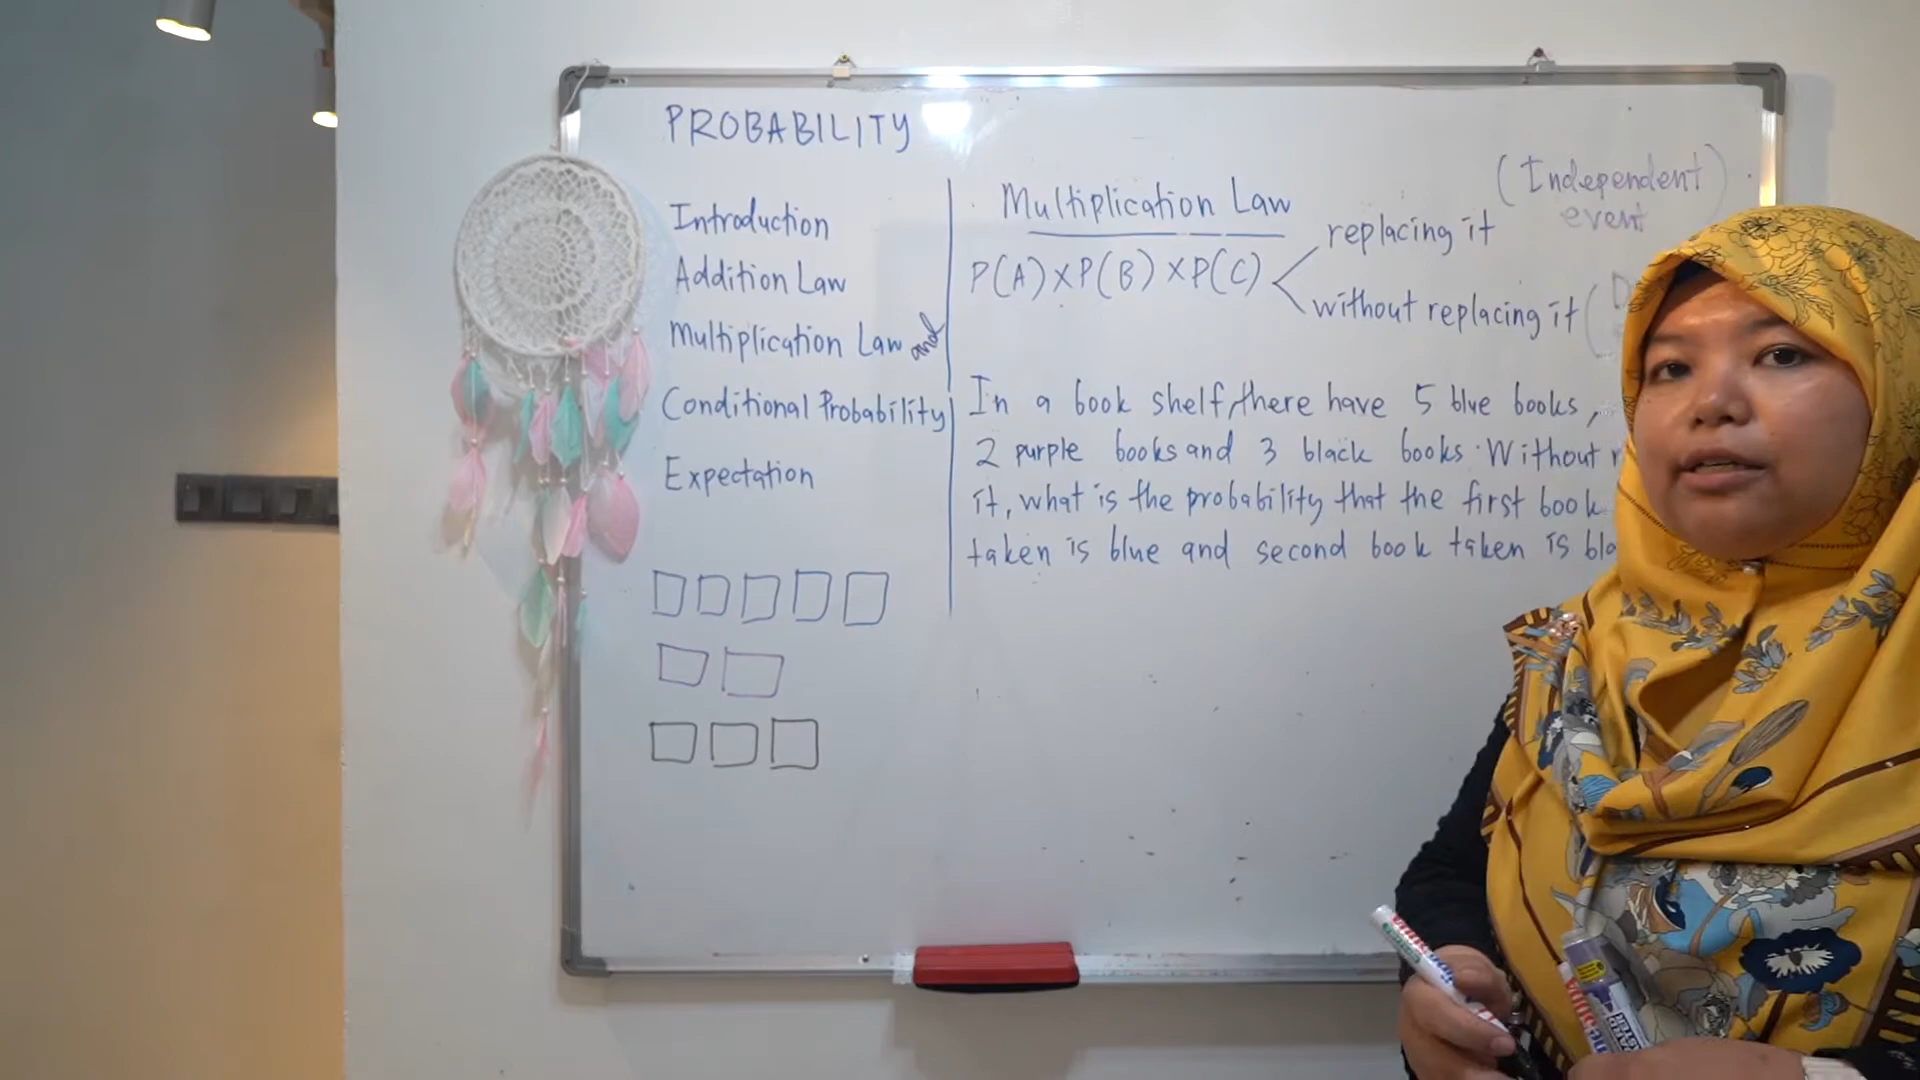 PROBABILITY
Introduction
Addition Law
Multiplication Law and
Conditional Probability
Expectation
Multiplication Law
P(A) x P(B) x P(C)
replacing it
(Independent
event
without replacing it (
In a book shelf, there have 5 blue books,
2 purple books and 3 black books. Without
it, what is the probability that the first book
taken is blue and second book taken is